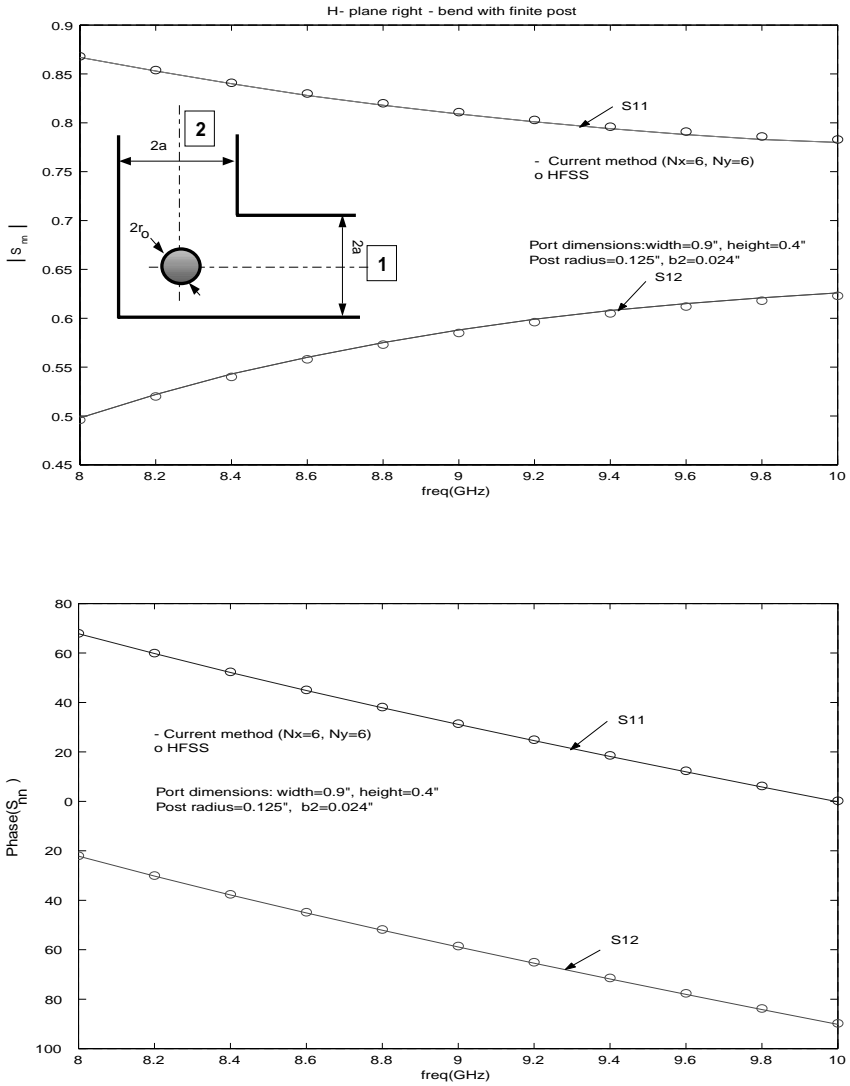 H- plane right - bend with finite post
0.9
0.85
0.8
0.75
0.7
0.65
0.6
0.55
0.5
0.45
|S nn|
2
2a
2r o
2a
1
S11
- Current method (Nx=6, Ny=6)
o HFSS
Port dimensions:width=0.9", height=0.4"
Post radius=0.125", b2=0.024"
S12
8 8.2 8.4 8.6 8.8 9 9.2 9.4 9.6 9.8 10
freq(GHz)
80
60
40
20
0
20
40
60
80
100
Phase(S nn)
S11
- Current method (Nx=6, Ny=6)
o HFSS
Port dimensions: width=0.9", height=0.4"
Post radius=0.125", b2=0.024"
S12
8 8.2 8.4 8.6 8.8 9 9.2 9.4 9.6 9.8 10
freq(GHz)